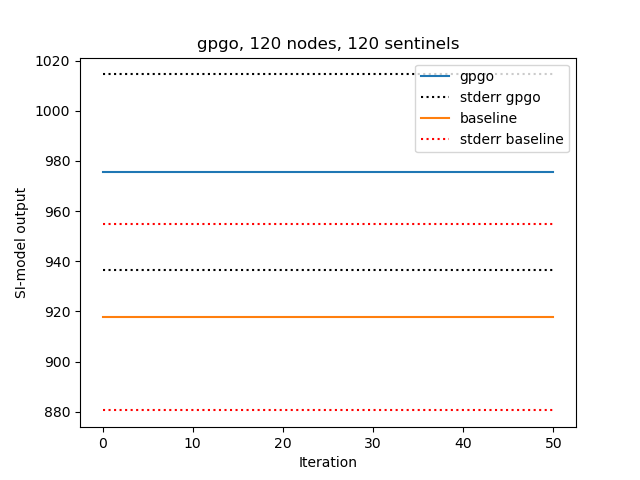 gpgo, 120 nodes, 120 sentinels
gpgo
stderr gpgo
baseline
stderr baseline
SI-model output
1020
1000
980
960
940
920
900
880
0 10 20 30 40 50
Iteration